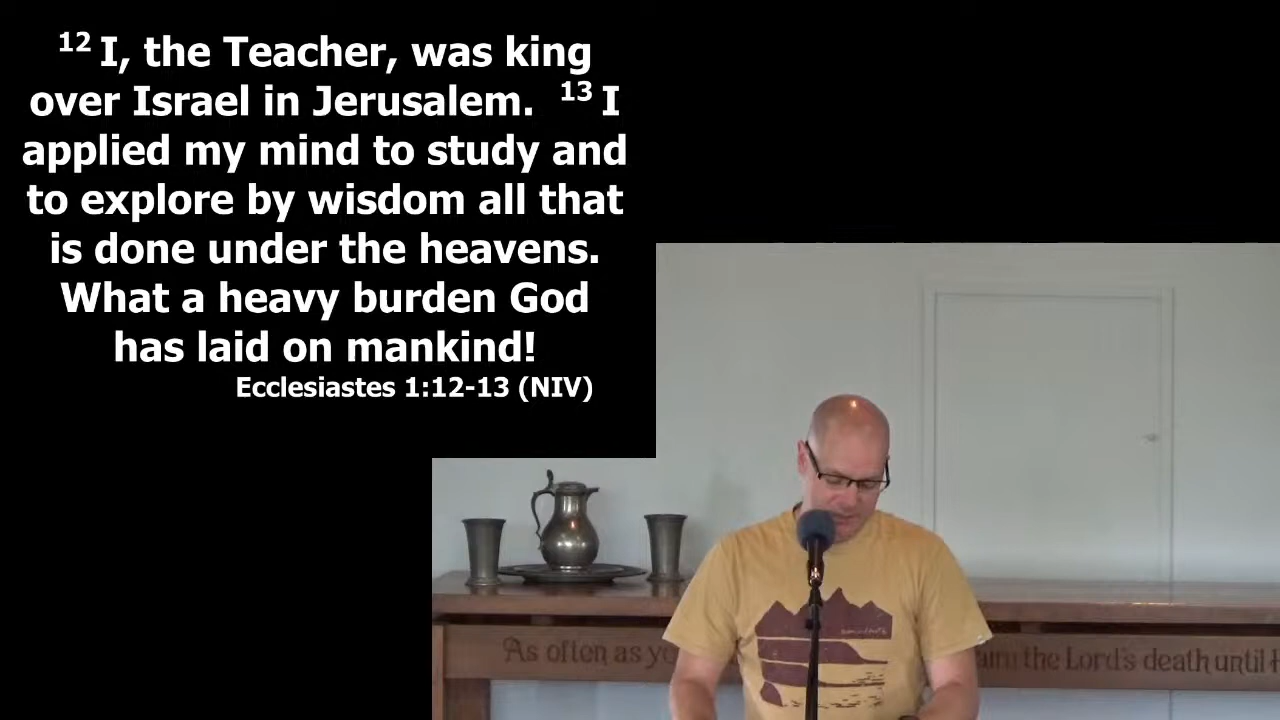 12 I, the Teacher, was king
over Israel in Jerusalem. 13 I
applied my mind to study and
to explore by wisdom all that
is done under the heavens.
What a heavy burden God
has laid on mankind!
Ecclesiastes 1:12-13 (NIV)
As often as the Lord's death until